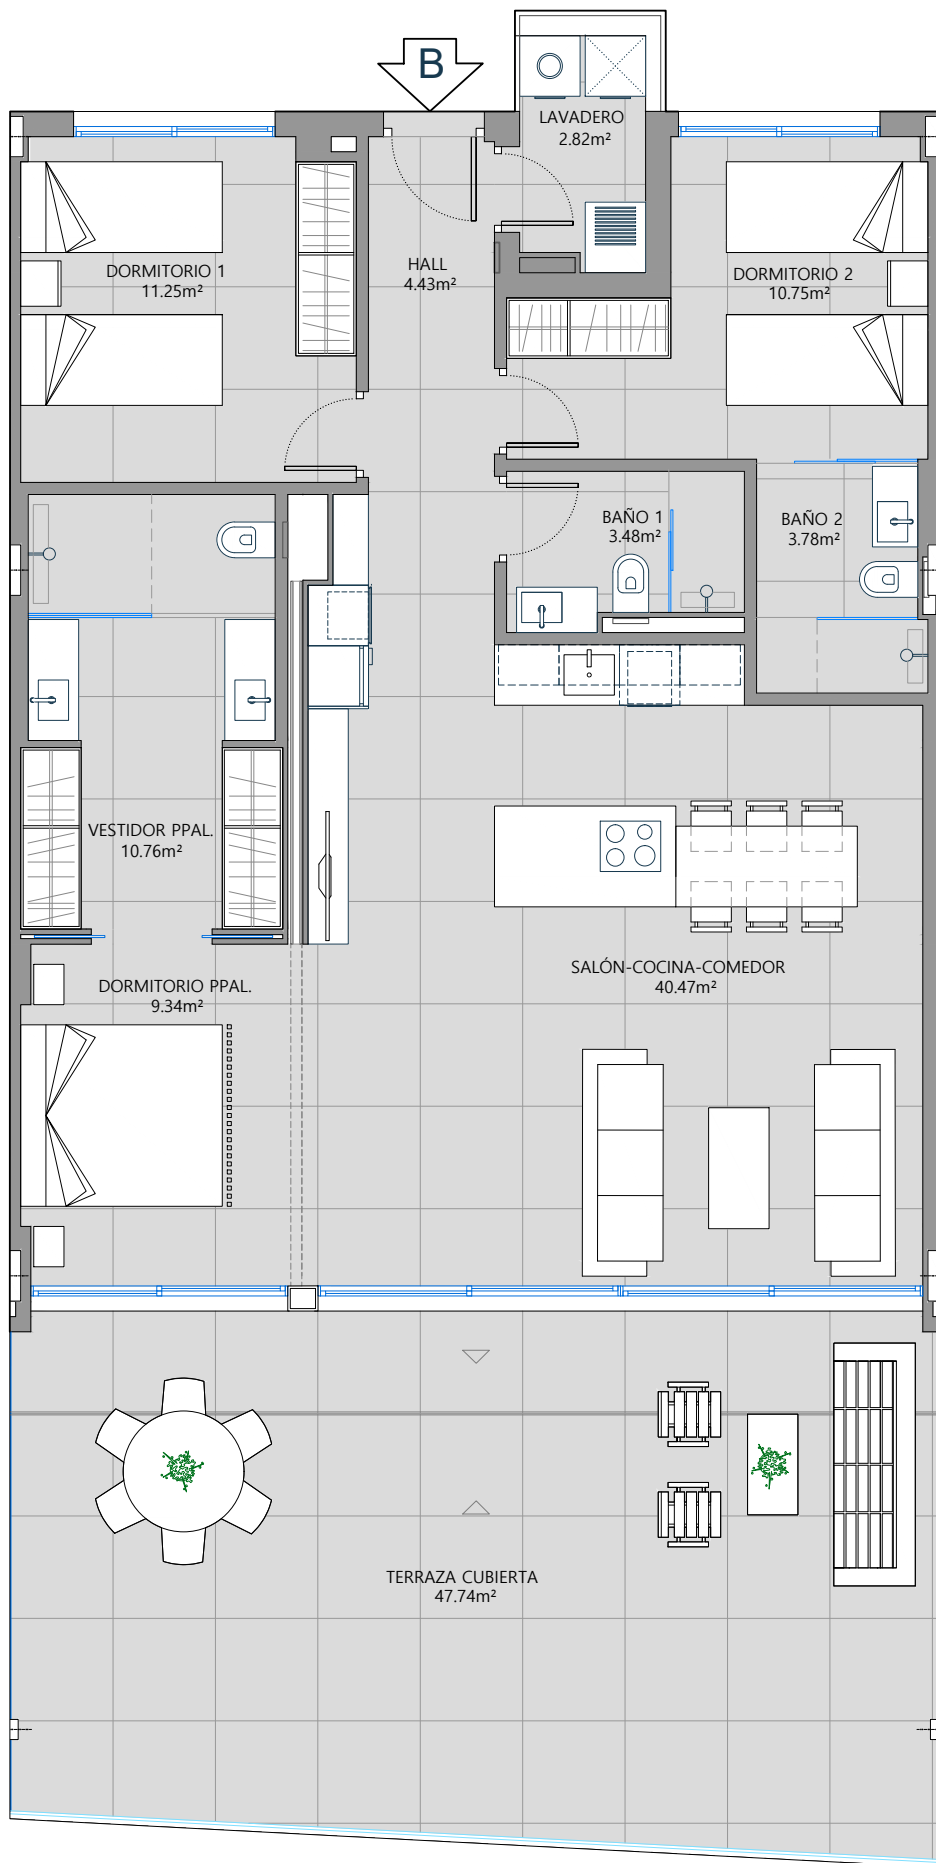 B
LAVADERO
2.82m²
DORMITORIO 1
11.25m²
HALL
4.43m²
DORMITORIO 2
10.75m²
BAÑO 1
3.48m²
BAÑO 2
3.78m²
VESTIDOR PPAL.
10.76m²
SALÓN-COCINA-COMEDOR
40.47m²
DORMITORIO PPAL.
9.34m²
TERRAZA CUBIERTA
47.74m²